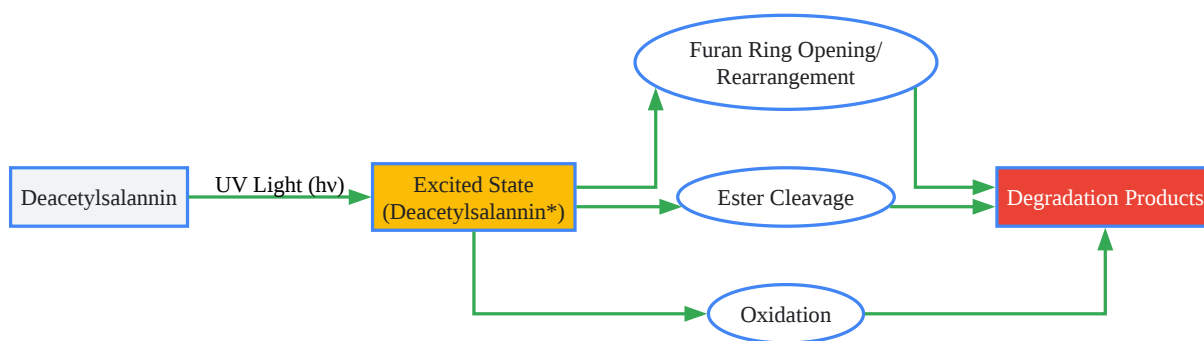 Furan Ring Opening/
Rearrangement
Deacetylsalannin
UV Light (hν)
Excited State
(Deacetylsalannin*)
Ester Cleavage
Degradation Products
Oxidation